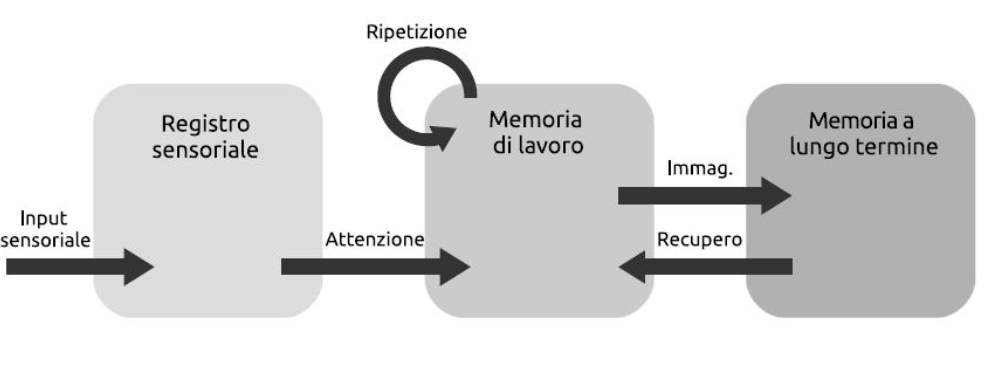 Ripetizione
Registro
sensoriale
Memoria
di lavoro
Memoria a
lungo termine
Immag.
Input
sensoriale
Attenzione
Recupero